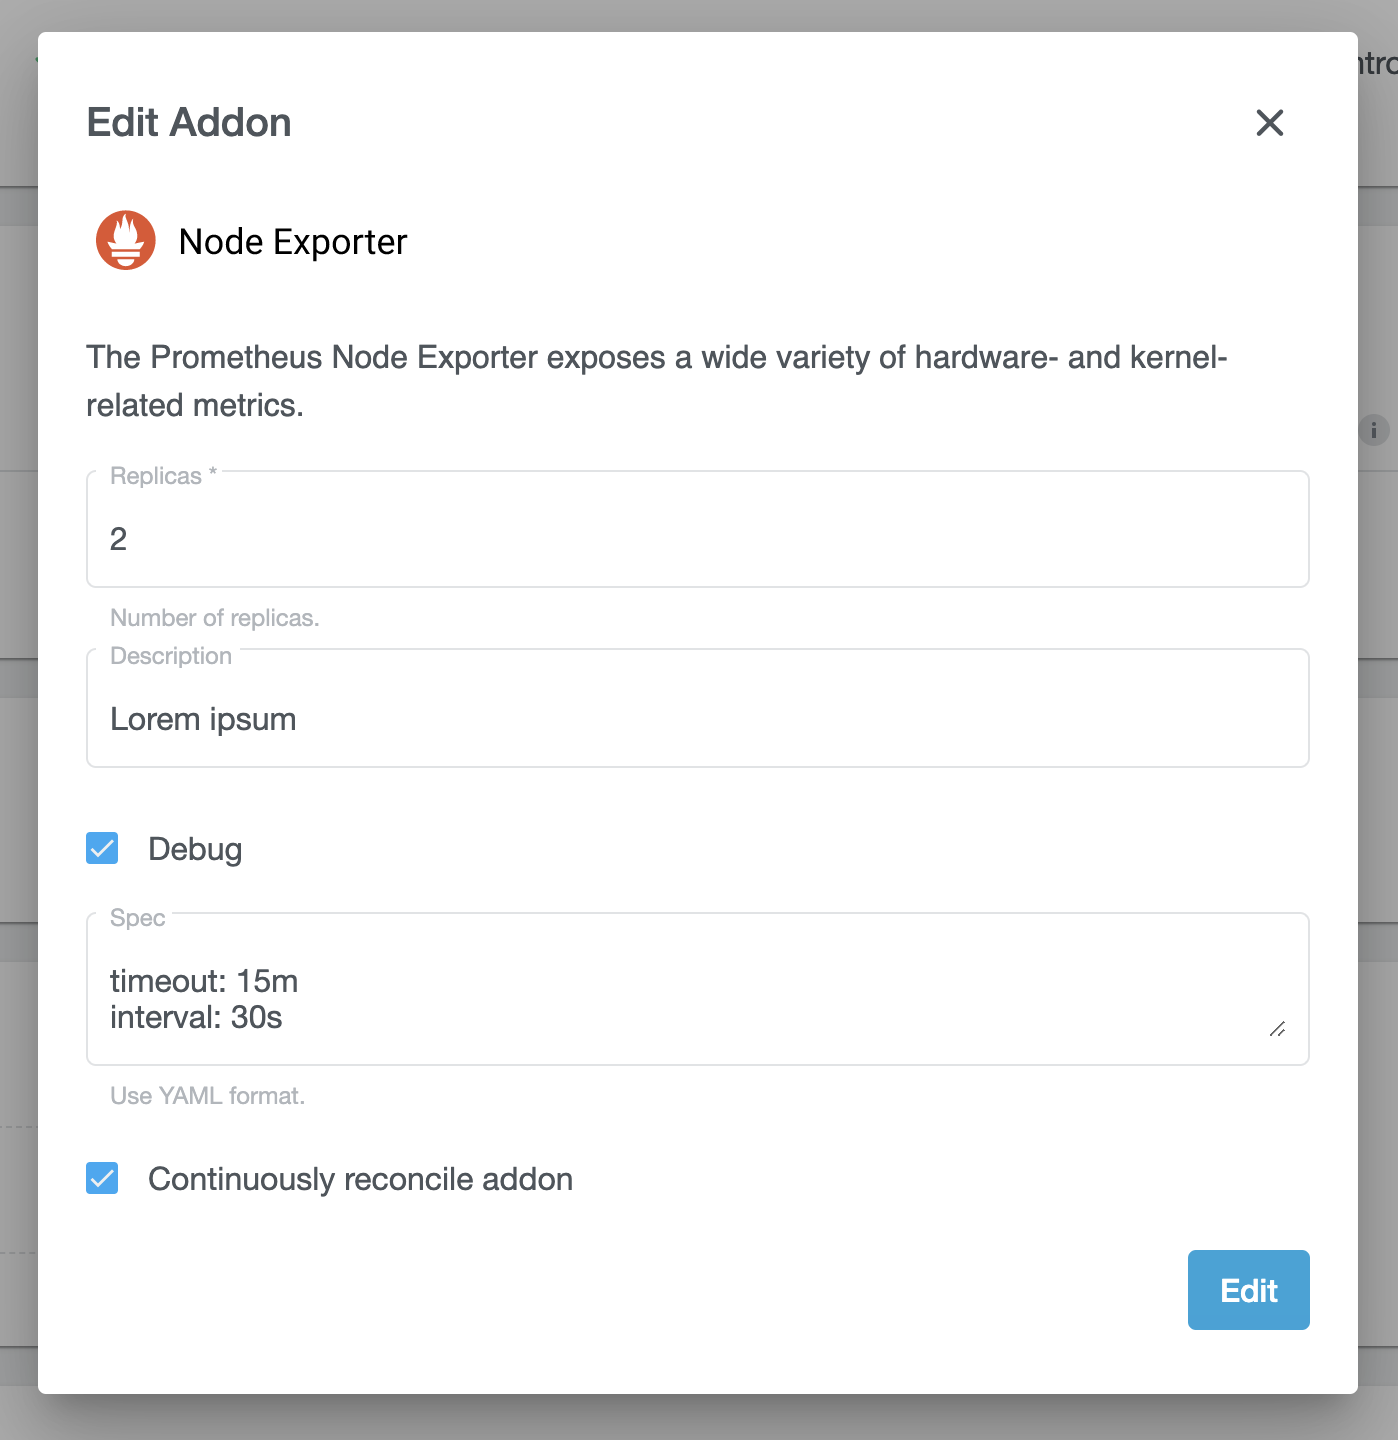 Edit Addon
Node Exporter
The Prometheus Node Exporter exposes a wide variety of hardware- and kernel-
related metrics.
Replicas *
2
Number of replicas.
Description
Lorem ipsum
Debug
Spec
timeout: 15m
interval: 30s
Use YAML format.
Continuously reconcile addon
Edit